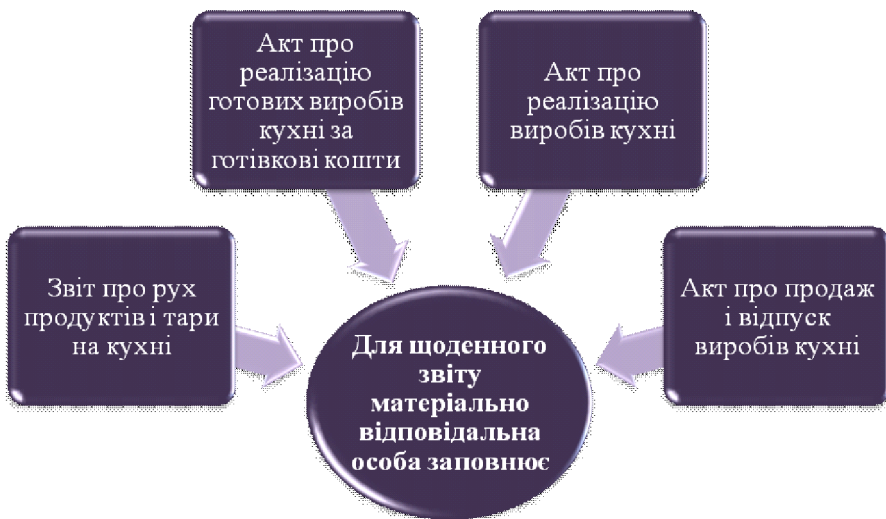 Акт про
реалізацію
готових виробів
кухні за
готівкові кошти
Акт про
реалізацію
виробів кухні
Звіт про рух
продуктів і тари
на кухні
Акт про продаж
і відпуск
виробів кухні
Для щоденного
звіту
матеріально
відповідальна
особа заповнює